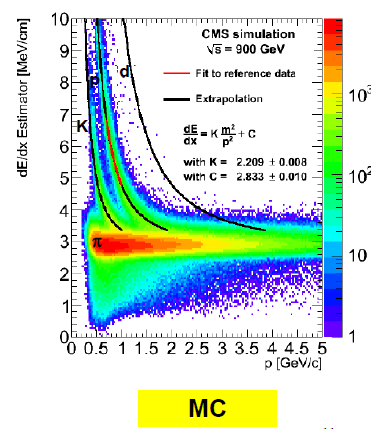 dE/dx Estimator [MeV/cm]
10
9
8
7
6
5
4
3
2
1
0
CMS simulation
√s = 900 GeV
Fit to reference data
Extrapolation
dE/dx = K m²/p² + C
with K = 2.209 ± 0.008
with C = 2.833 ± 0.010
K
p
d
π
10³
10²
10
1
0 0.5 1 1.5 2 2.5 3 3.5 4 4.5 5
p [GeV/c]
MC